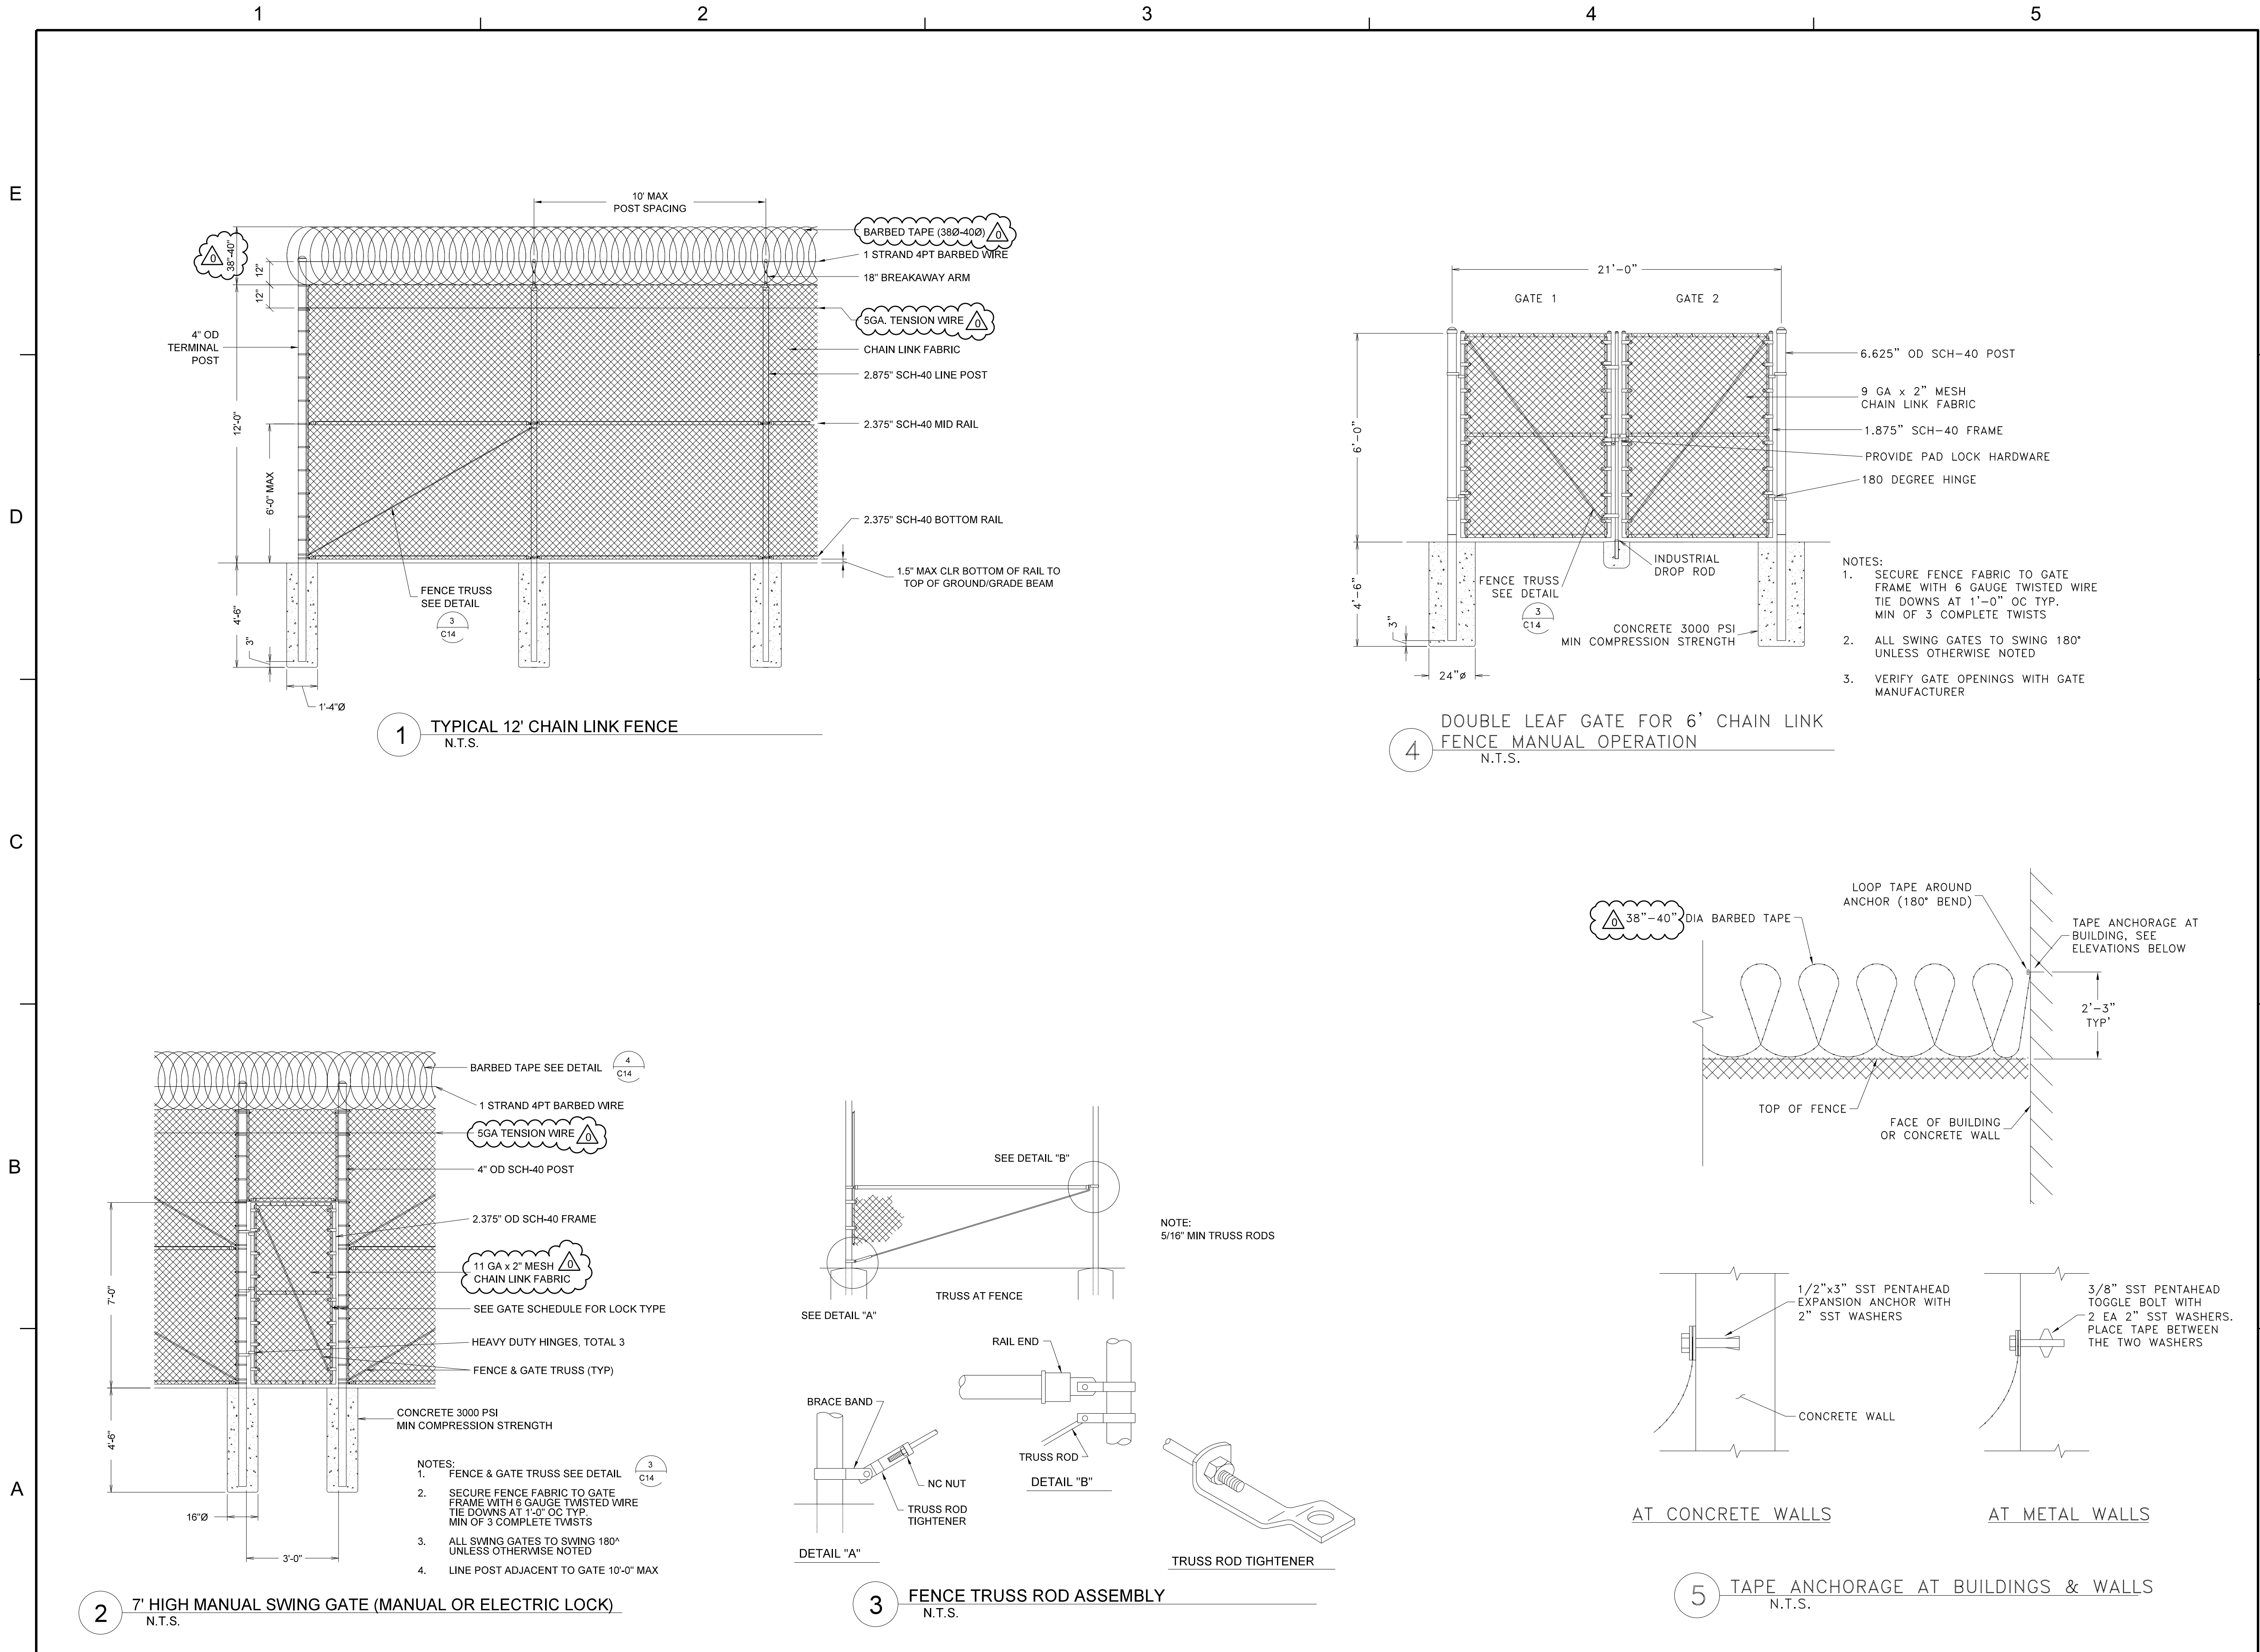 1
2
3
4
5
E
D
C
B
A
10' MAX
POST SPACING
BARBED TAPE (38Ø-40Ø)
0
1 STRAND 4PT BARBED WIRE
18" BREAKAWAY ARM
5GA. TENSION WIRE
0
CHAIN LINK FABRIC
2.875" SCH-40 LINE POST
2.375" SCH-40 MID RAIL
2.375" SCH-40 BOTTOM RAIL
1.5" MAX CLR BOTTOM OF RAIL TO
TOP OF GROUND/GRADE BEAM
0
38"-40"
12"
12"
4" OD
TERMINAL
POST
12'-0"
6'-0" MAX
4'-6"
3"
1'-4"Ø
FENCE TRUSS
SEE DETAIL
3
C14
1
TYPICAL 12' CHAIN LINK FENCE
N.T.S.
21'-0"
GATE 1
GATE 2
6.625" OD SCH-40 POST
9 GA x 2" MESH
CHAIN LINK FABRIC
1.875" SCH-40 FRAME
PROVIDE PAD LOCK HARDWARE
180 DEGREE HINGE
6'-0"
4'-6"
3"
24"ø
FENCE TRUSS
SEE DETAIL
3
C14
INDUSTRIAL
DROP ROD
CONCRETE 3000 PSI
MIN COMPRESSION STRENGTH
NOTES:
1. SECURE FENCE FABRIC TO GATE
FRAME WITH 6 GAUGE TWISTED WIRE
TIE DOWNS AT 1'-0" OC TYP.
MIN OF 3 COMPLETE TWISTS
2. ALL SWING GATES TO SWING 180°
UNLESS OTHERWISE NOTED
3. VERIFY GATE OPENINGS WITH GATE
MANUFACTURER
4
DOUBLE LEAF GATE FOR 6' CHAIN LINK
FENCE MANUAL OPERATION
N.T.S.
BARBED TAPE SEE DETAIL
4
C14
1 STRAND 4PT BARBED WIRE
5GA TENSION WIRE
0
4" OD SCH-40 POST
2.375" OD SCH-40 FRAME
11 GA x 2" MESH
CHAIN LINK FABRIC
0
SEE GATE SCHEDULE FOR LOCK TYPE
HEAVY DUTY HINGES, TOTAL 3
FENCE & GATE TRUSS (TYP)
CONCRETE 3000 PSI
MIN COMPRESSION STRENGTH
7'-0"
4'-6"
16"Ø
3'-0"
NOTES:
1. FENCE & GATE TRUSS SEE DETAIL
3
C14
2. SECURE FENCE FABRIC TO GATE
FRAME WITH 6 GAUGE TWISTED WIRE
TIE DOWNS AT 1'-0" OC TYP.
MIN OF 3 COMPLETE TWISTS
3. ALL SWING GATES TO SWING 180^
UNLESS OTHERWISE NOTED
4. LINE POST ADJACENT TO GATE 10'-0" MAX
2
7' HIGH MANUAL SWING GATE (MANUAL OR ELECTRIC LOCK)
N.T.S.
SEE DETAIL "B"
NOTE:
5/16" MIN TRUSS RODS
SEE DETAIL "A"
TRUSS AT FENCE
RAIL END
BRACE BAND
TRUSS ROD
NC NUT
TRUSS ROD
TIGHTENER
DETAIL "B"
DETAIL "A"
TRUSS ROD TIGHTENER
3
FENCE TRUSS ROD ASSEMBLY
N.T.S.
0
38"-40" DIA BARBED TAPE
LOOP TAPE AROUND
ANCHOR (180° BEND)
TAPE ANCHORAGE AT
BUILDING, SEE
ELEVATIONS BELOW
2'-3"
TYP'
TOP OF FENCE
FACE OF BUILDING
OR CONCRETE WALL
1/2"x3" SST PENTAHEAD
EXPANSION ANCHOR WITH
2" SST WASHERS
CONCRETE WALL
3/8" SST PENTAHEAD
TOGGLE BOLT WITH
2 EA 2" SST WASHERS.
PLACE TAPE BETWEEN
THE TWO WASHERS
AT CONCRETE WALLS
AT METAL WALLS
5
TAPE ANCHORAGE AT BUILDINGS & WALLS
N.T.S.